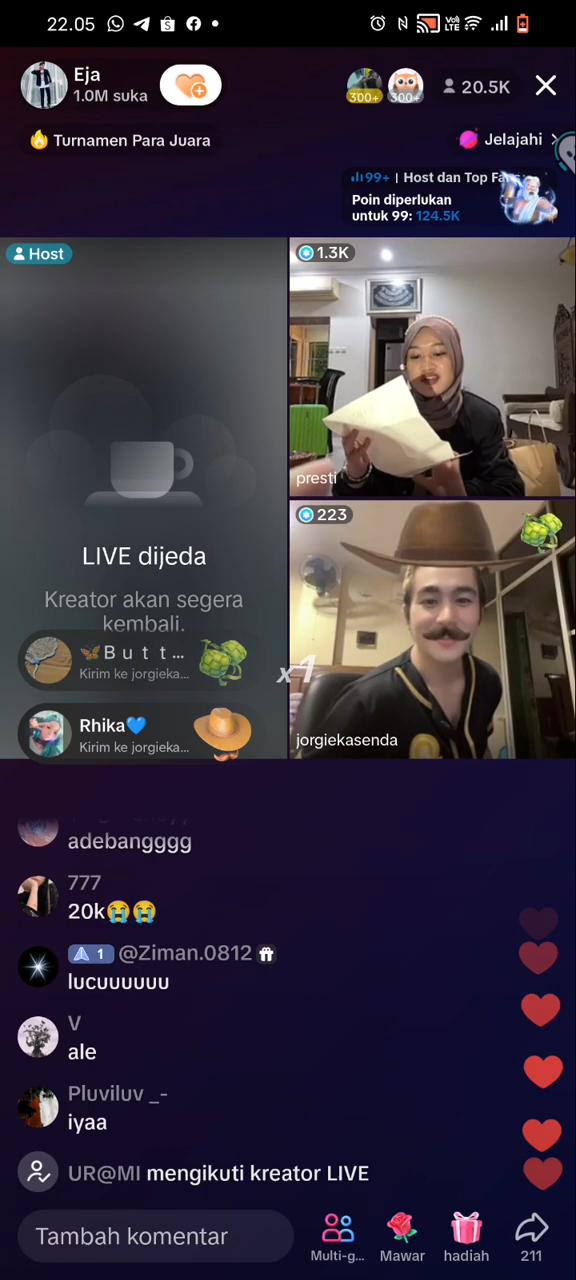 22.05
VoLTE
Eja
1.0M suka
300+
300+
20.5K
Turnamen Para Juara
Jelajahi
99+ | Host dan Top Fa
Poin diperlukan
untuk 99: 124.5K
Host
LIVE dijeda
Kreator akan segera
kembali.
🦋B u t t ...
Kirim ke jorgieka...
x1
Rhika💙
Kirim ke jorgieka...
1.3K
presti
223
jorgiekasenda
adebangggg
777
20k😭😭
1 @Ziman.0812
lucuuuuuu
V
ale
Pluviluv _-
iyaa
UR@MI mengikuti kreator LIVE
Tambah komentar
Multi-g...
Mawar
hadiah
211